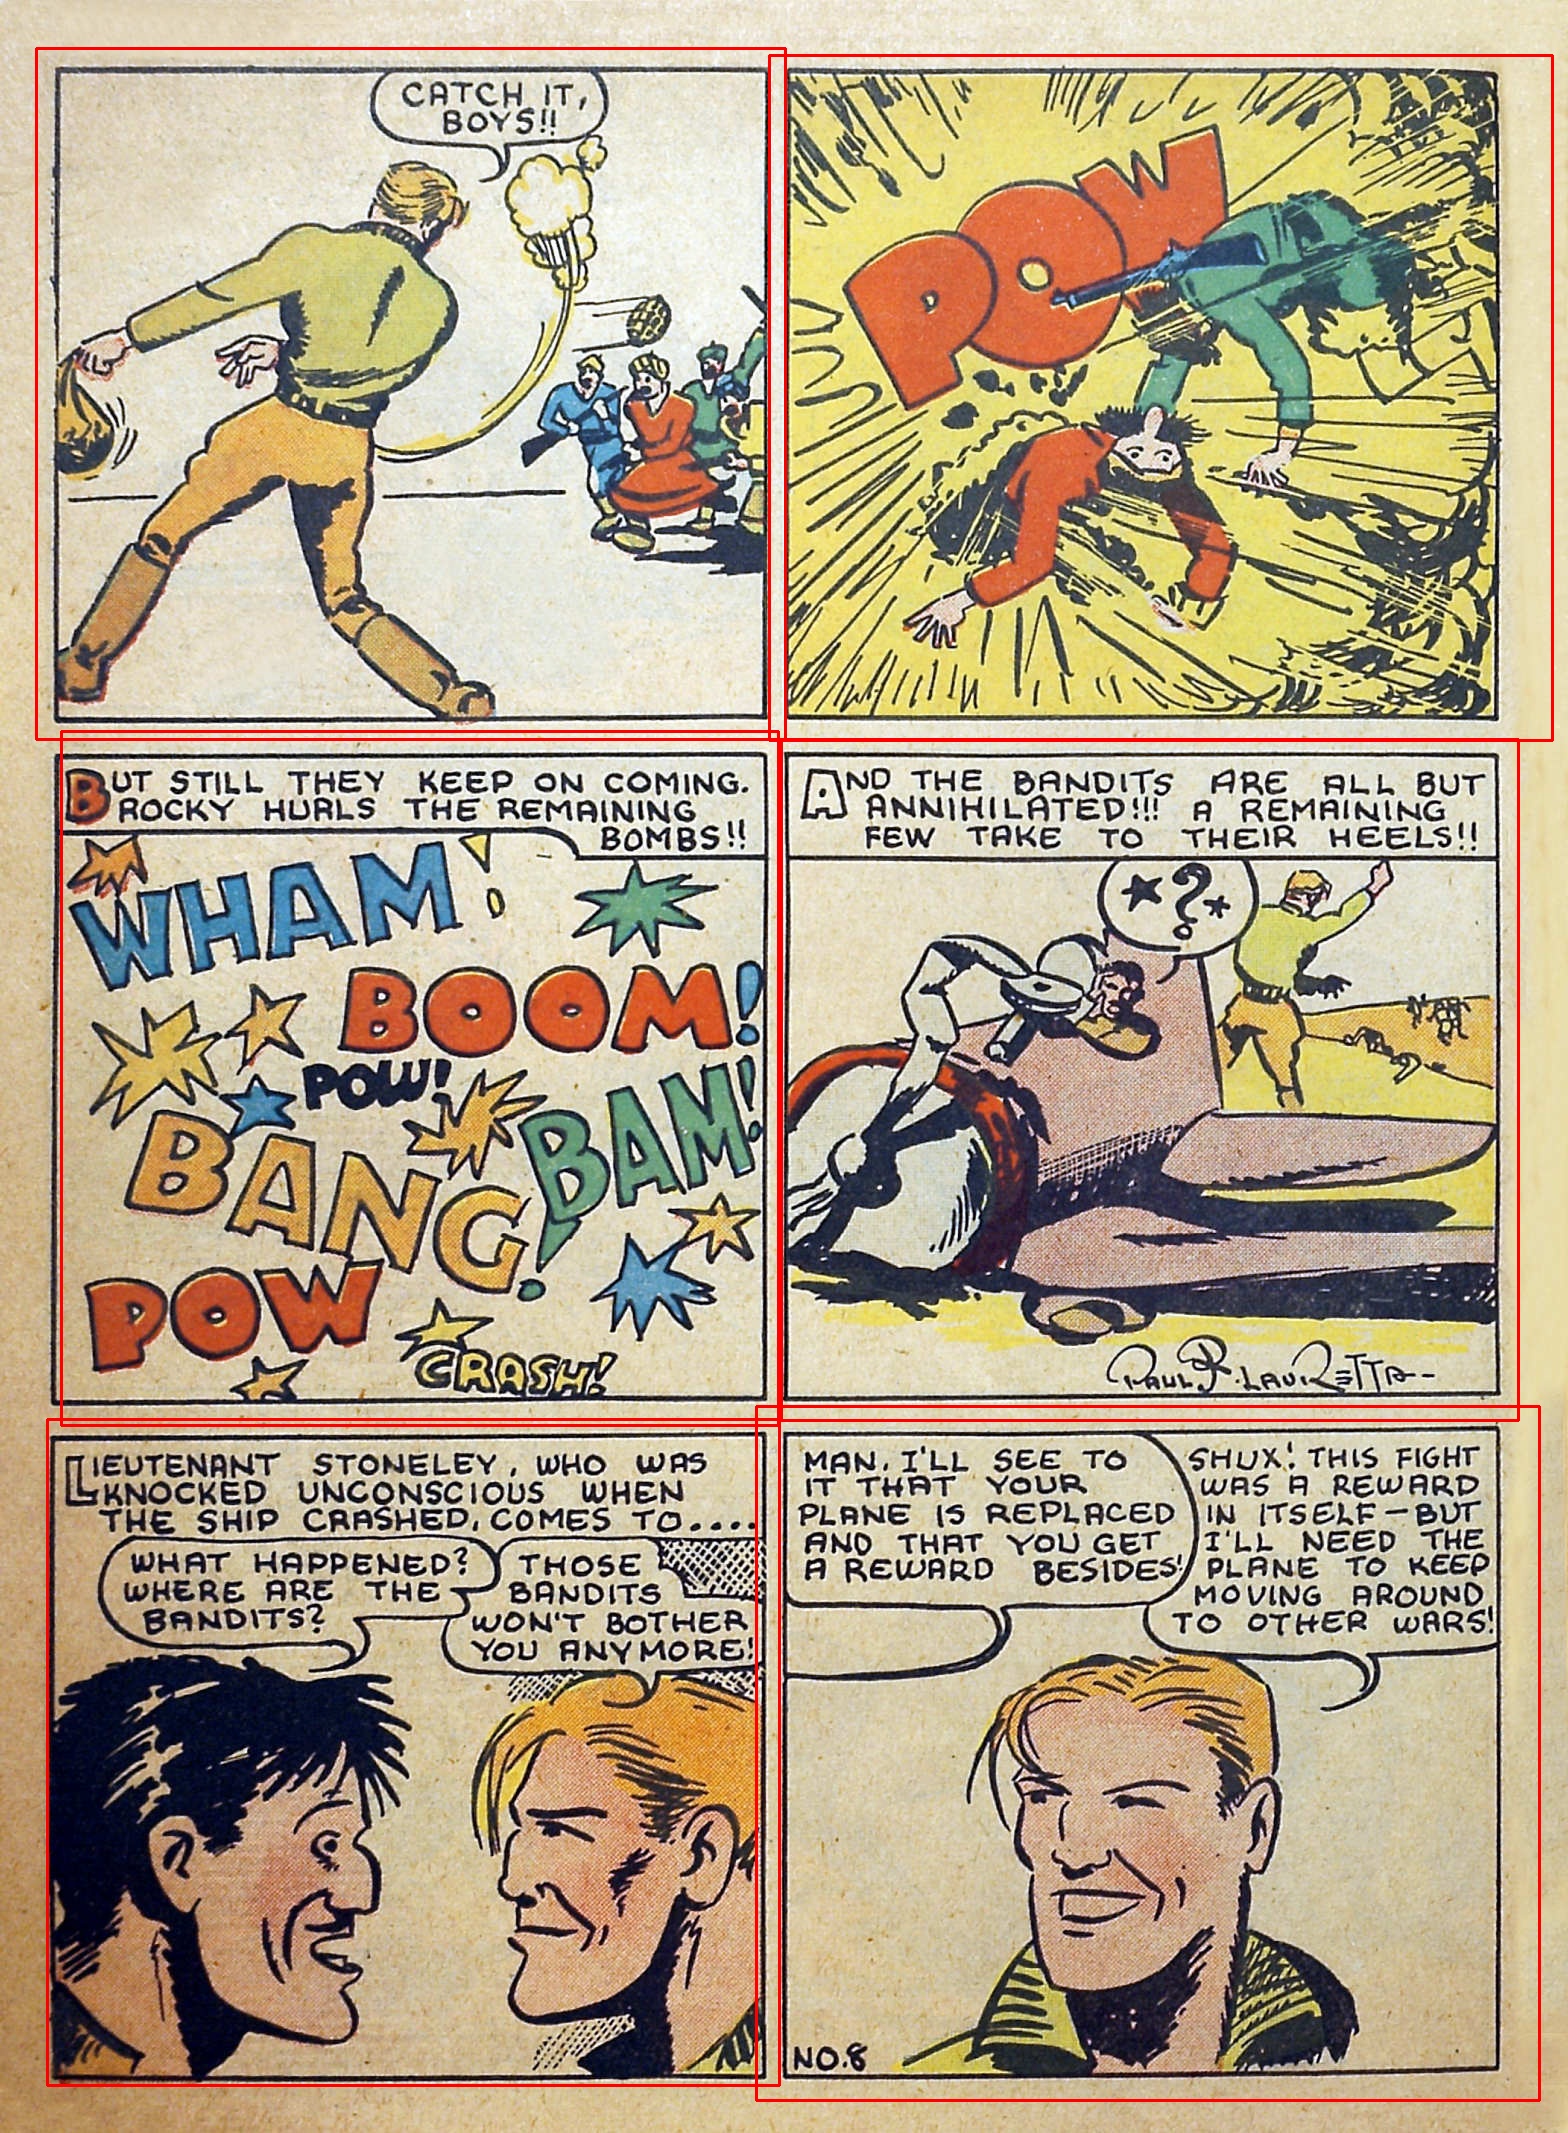 CATCH IT,
BOYS!!
POW
BUT STILL THEY KEEP ON COMING.
ROCKY HURLS THE REMAINING
BOMBS!!
WHAM!
BOOM!
POW!
BANG!
BAM!
POW
CRASH!
AND THE BANDITS ARE ALL BUT
ANNIHILATED!!! A REMAINING
FEW TAKE TO THEIR HEELS!!
*?*
PAUL R. LAURETTA-
LIEUTENANT STONELEY, WHO WAS
KNOCKED UNCONSCIOUS WHEN
THE SHIP CRASHED, COMES TO....
WHAT HAPPENED?
WHERE ARE THE
BANDITS?
THOSE
BANDITS
WON'T BOTHER
YOU ANYMORE!
MAN, I'LL SEE TO
IT THAT YOUR
PLANE IS REPLACED
AND THAT YOU GET
A REWARD BESIDES!
SHUX! THIS FIGHT
WAS A REWARD
IN ITSELF-BUT
I'LL NEED THE
PLANE TO KEEP
MOVING AROUND
TO OTHER WARS!
NO.8